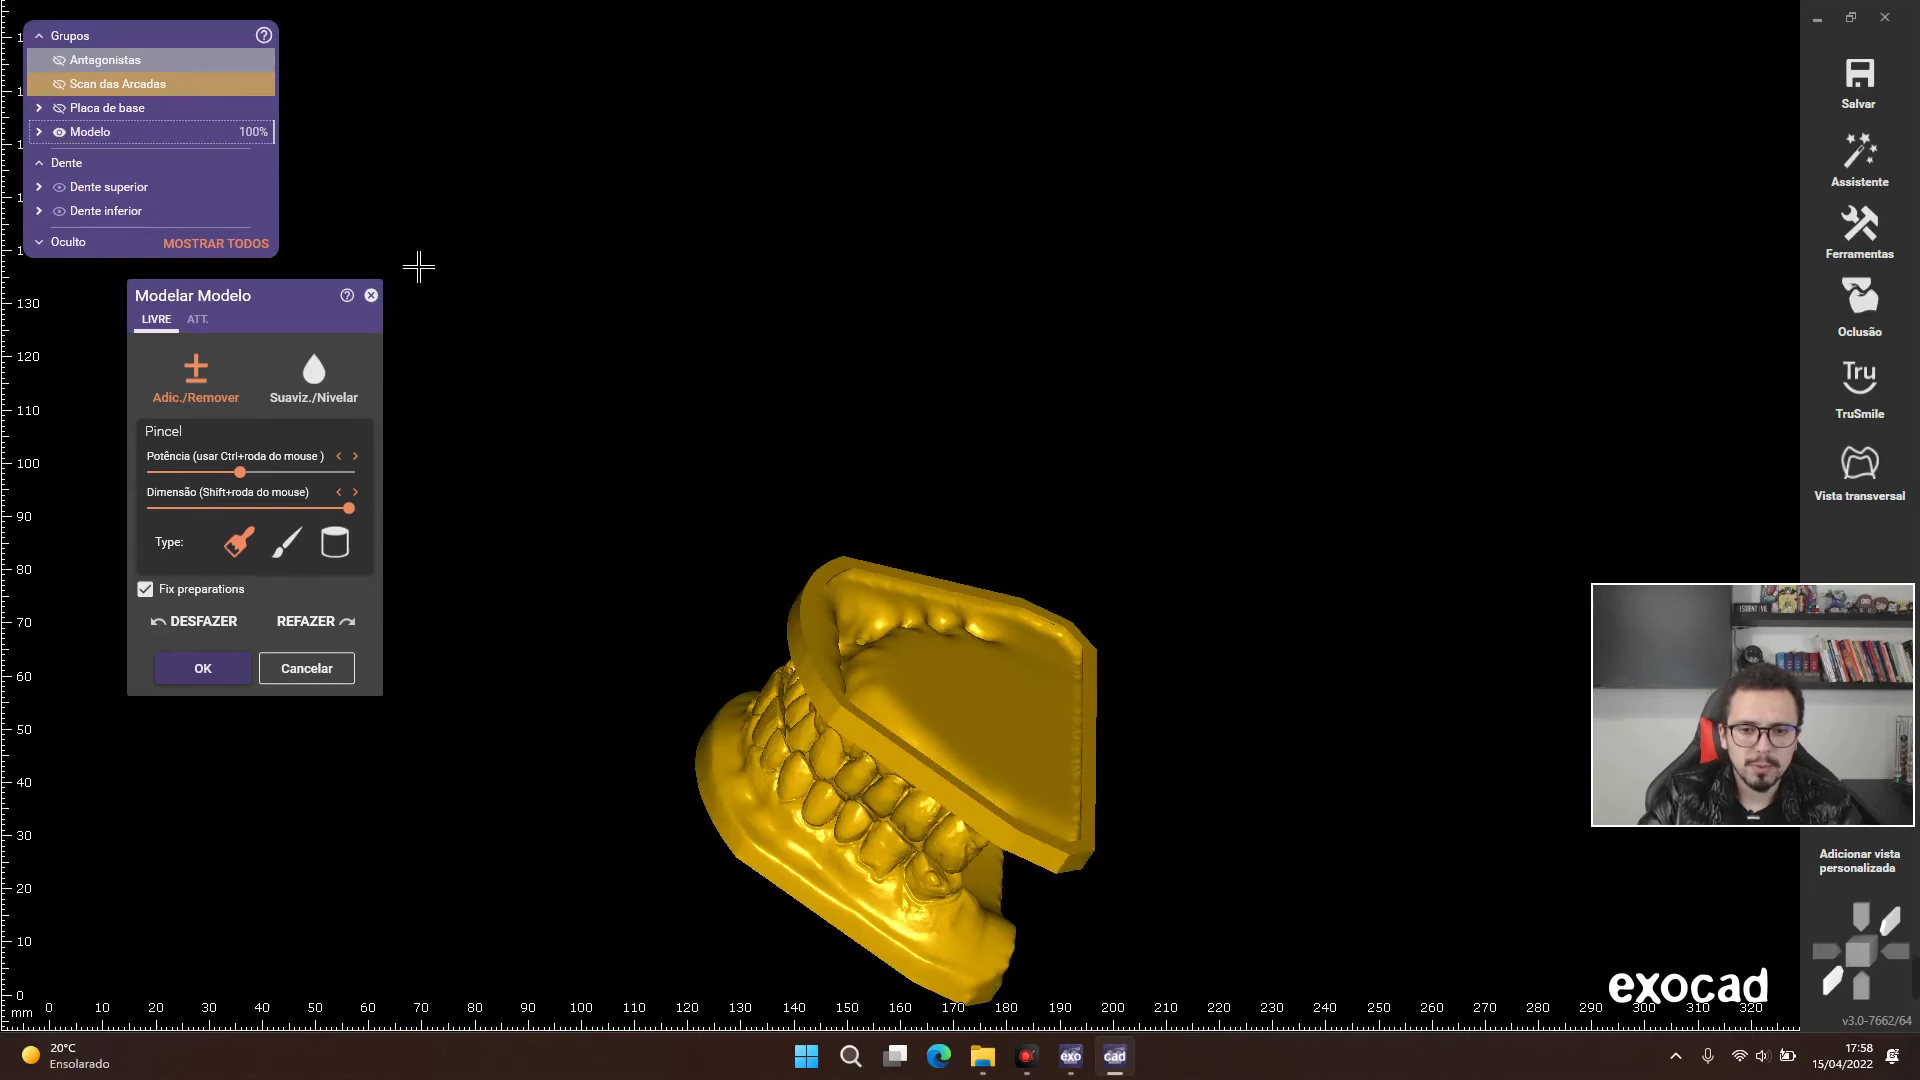 Grupos
Antagonistas
Scan das Arcadas
Placa de base
Modelo 100%
Dente
Dente superior
Dente inferior
Oculto MOSTRAR TODOS
Modelar Modelo
LIVRE ATT.
Adic./Remover Suaviz./Nivelar
Pincel
Potência (usar Ctrl+roda do mouse )
Dimensão (Shift+roda do mouse)
Type:
Fix preparations
DESFAZER REFAZER
OK Cancelar
Salvar
Assistente
Ferramentas
Oclusão
Tru
TruSmile
Vista transversal
Adicionar vista
personalizada
exocad
v3.0-7662/64
130
120
110
100
90
80
70
60
50
40
30
20
10
0
mm
0 10 20 30 40 50 60 70 80 90 100 110 120 130 140 150 160 170 180 190 200 210 220 230 240 250 260 270 280 290 300 310 320
20°C
Ensolarado
exo
cad
17:58
15/04/2022